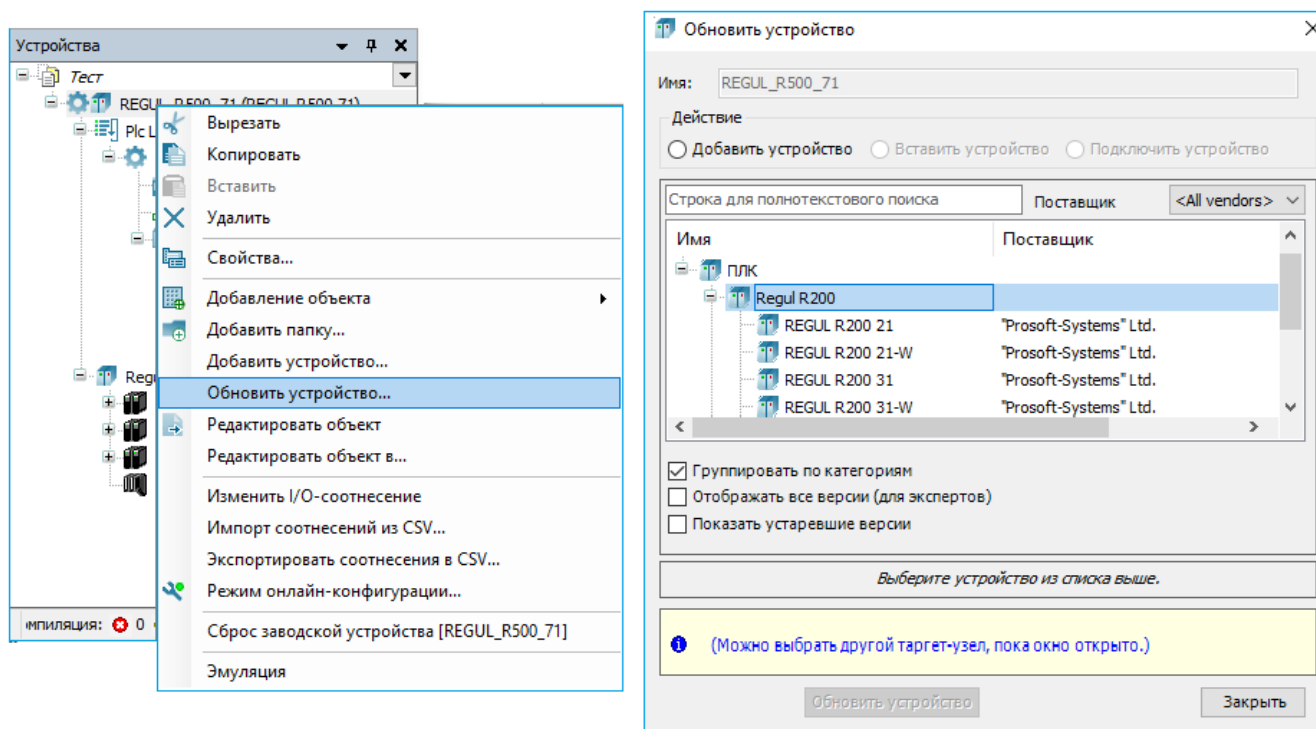 Устройства
Тест
REGUL_R500_71 (REGUL R500 71)
Plc L
Regu
Вырезать
Копировать
Вставить
Удалить
Свойства...
Добавление объекта
Добавить папку...
Добавить устройство...
Обновить устройство...
Редактировать объект
Редактировать объект в...
Изменить I/O-соотнесение
Импорт соотнесений из CSV...
Экспортировать соотнесения в CSV...
Режим онлайн-конфигурации...
Сброс заводской устройства [REGUL_R500_71]
Эмуляция
мпиляция: 0
Обновить устройство
Имя: REGUL_R500_71
Действие
Добавить устройство Вставить устройство Подключить устройство
Строка для полнотекстового поиска Поставщик <All vendors>
Имя Поставщик
ПЛК
Regul R200
REGUL R200 21 "Prosoft-Systems" Ltd.
REGUL R200 21-W "Prosoft-Systems" Ltd.
REGUL R200 31 "Prosoft-Systems" Ltd.
REGUL R200 31-W "Prosoft-Systems" Ltd.
Группировать по категориям
Отображать все версии (для экспертов)
Показать устаревшие версии
Выберите устройство из списка выше.
(Можно выбрать другой таргет-узел, пока окно открыто.)
Обновить устройство Закрыть